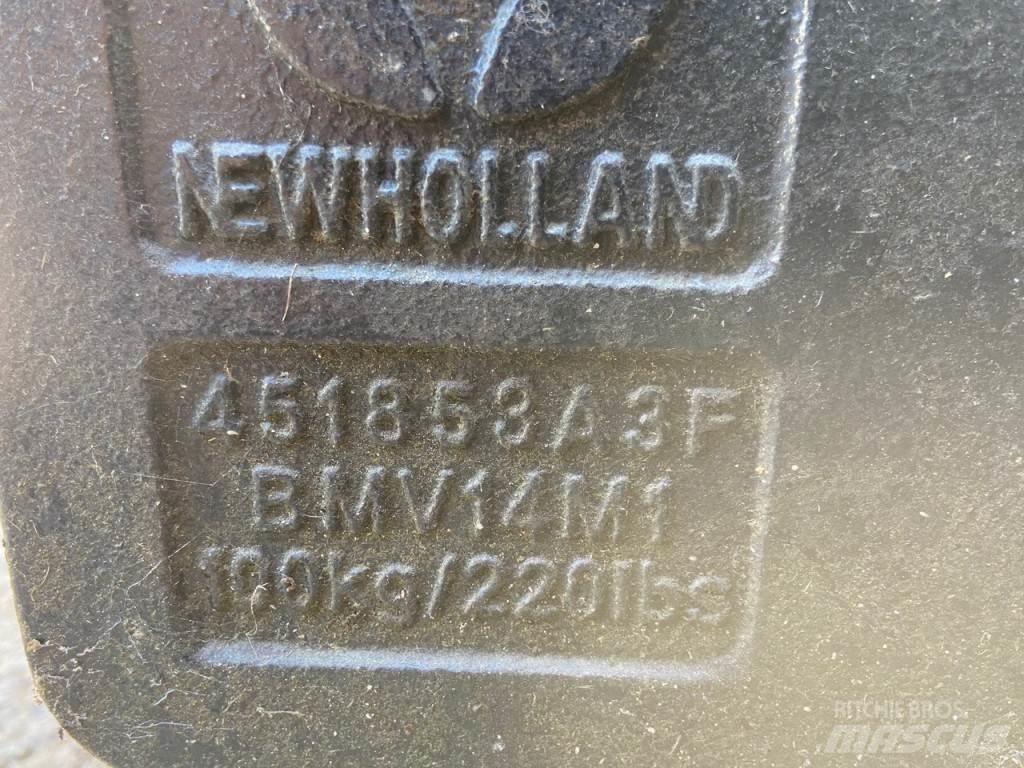 NEWHOLLAND
451853A3F
BMV14M1
100kg/220lbs
RITCHIE BROS.
MASCUS